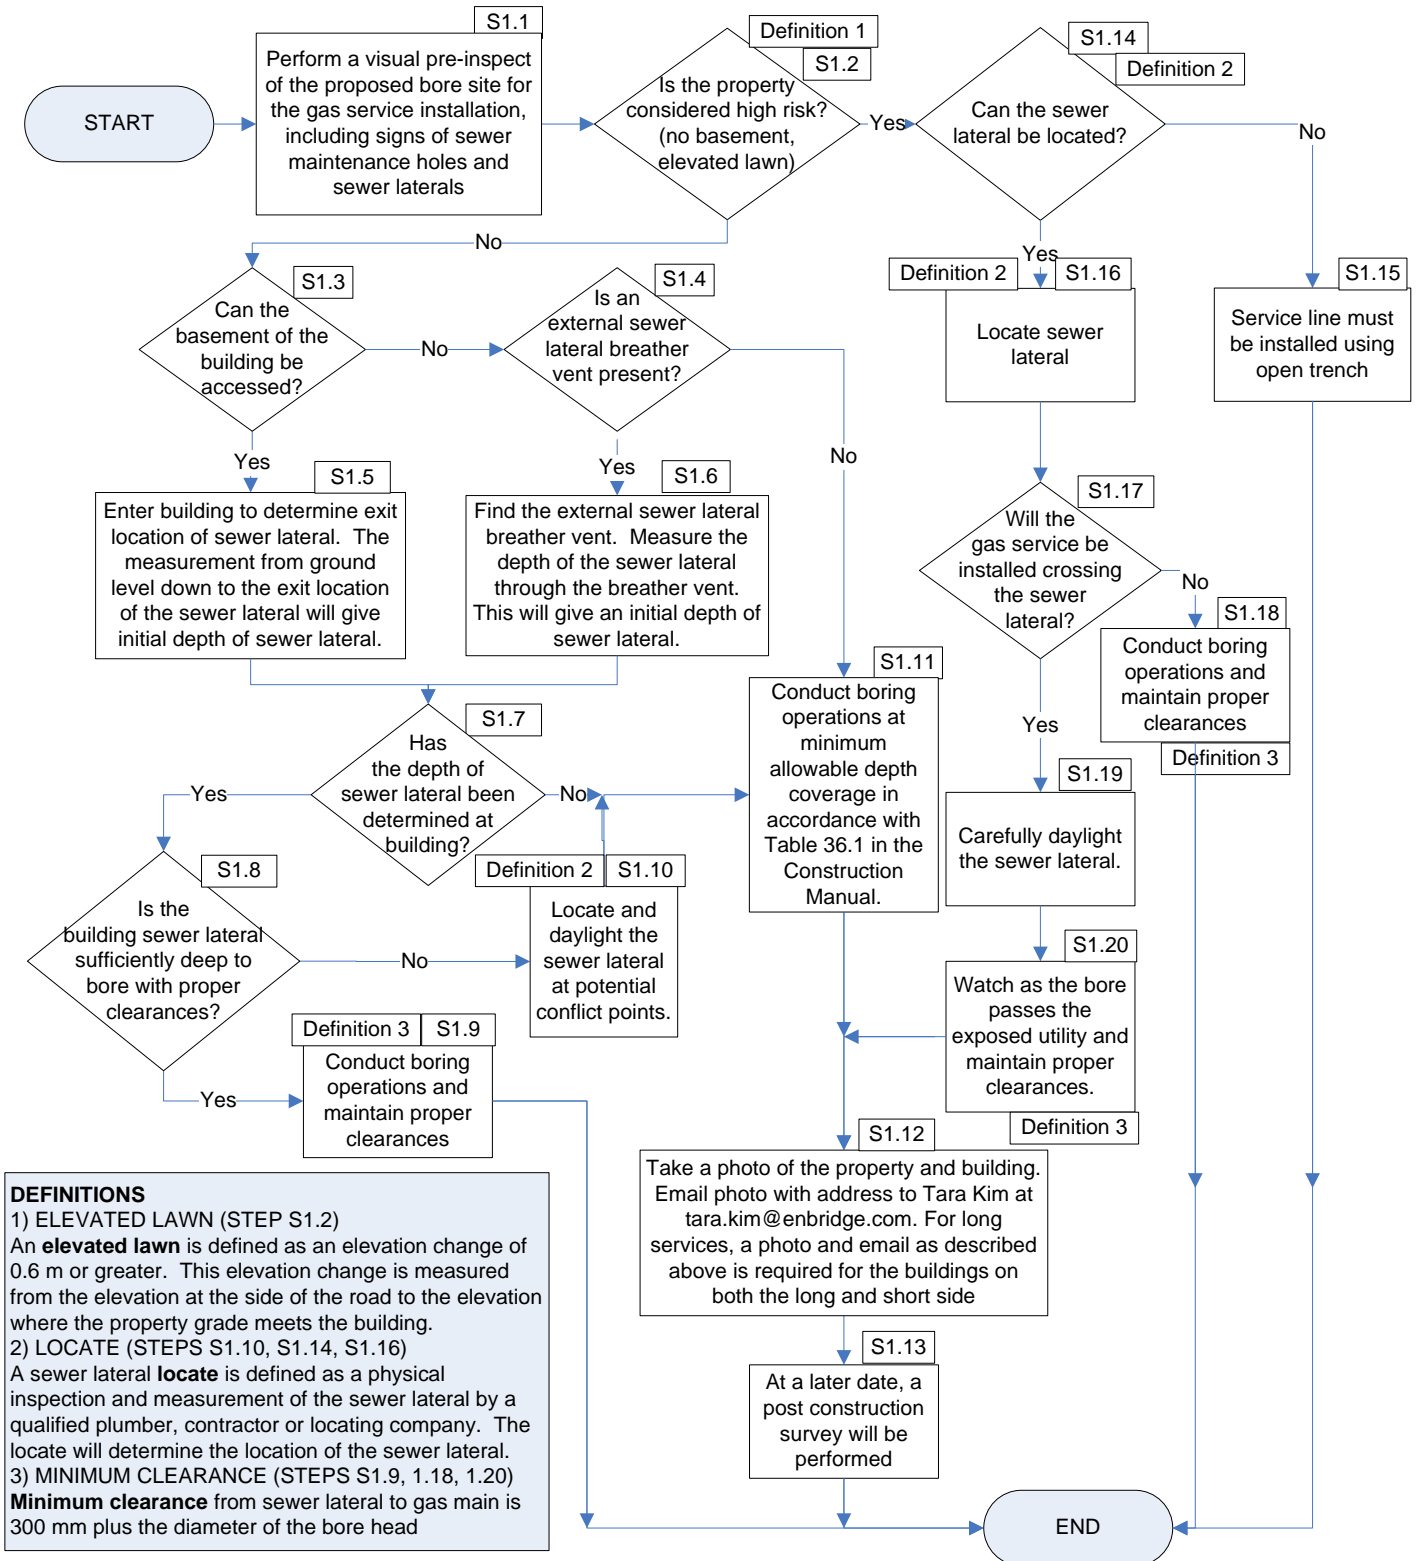 START
S1.1
Perform a visual pre-inspect
of the proposed bore site for
the gas service installation,
including signs of sewer
maintenance holes and
sewer laterals
Definition 1
S1.2
Is the property
considered high risk?
(no basement,
elevated lawn)
Yes
No
S1.14
Definition 2
Can the sewer
lateral be located?
No
Yes
S1.3
Can the
basement of the
building be
accessed?
No
Yes
S1.4
Is an
external sewer
lateral breather
vent present?
No
Yes
Definition 2
S1.16
Locate sewer
lateral
S1.15
Service line must
be installed using
open trench
S1.5
Enter building to determine exit
location of sewer lateral.  The
measurement from ground
level down to the exit location
of the sewer lateral will give
initial depth of sewer lateral.
S1.6
Find the external sewer lateral
breather vent.  Measure the
depth of the sewer lateral
through the breather vent.
This will give an initial depth of
sewer lateral.
S1.17
Will the
gas service be
installed crossing
the sewer
lateral?
No
Yes
S1.18
Conduct boring
operations and
maintain proper
clearances
Definition 3
S1.7
Has
the depth of
sewer lateral been
determined at
building?
Yes
No
S1.11
Conduct boring
operations at
minimum
allowable depth
coverage in
accordance with
Table 36.1 in the
Construction
Manual.
S1.19
Carefully daylight
the sewer lateral.
S1.8
Is the
building sewer lateral
sufficiently deep to
bore with proper
clearances?
No
Yes
Definition 2
S1.10
Locate and
daylight the
sewer lateral
at potential
conflict points.
S1.20
Watch as the bore
passes the
exposed utility and
maintain proper
clearances.
Definition 3
Definition 3
S1.9
Conduct boring
operations and
maintain proper
clearances
S1.12
Take a photo of the property and building.
Email photo with address to Tara Kim at
tara.kim@enbridge.com. For long
services, a photo and email as described
above is required for the buildings on
both the long and short side
S1.13
At a later date, a
post construction
survey will be
performed
END
DEFINITIONS
1) ELEVATED LAWN (STEP S1.2)
An elevated lawn is defined as an elevation change of
0.6 m or greater.  This elevation change is measured
from the elevation at the side of the road to the elevation
where the property grade meets the building.
2) LOCATE (STEPS S1.10, S1.14, S1.16)
A sewer lateral locate is defined as a physical
inspection and measurement of the sewer lateral by a
qualified plumber, contractor or locating company.  The
locate will determine the location of the sewer lateral.
3) MINIMUM CLEARANCE (STEPS S1.9, 1.18, 1.20)
Minimum clearance from sewer lateral to gas main is
300 mm plus the diameter of the bore head